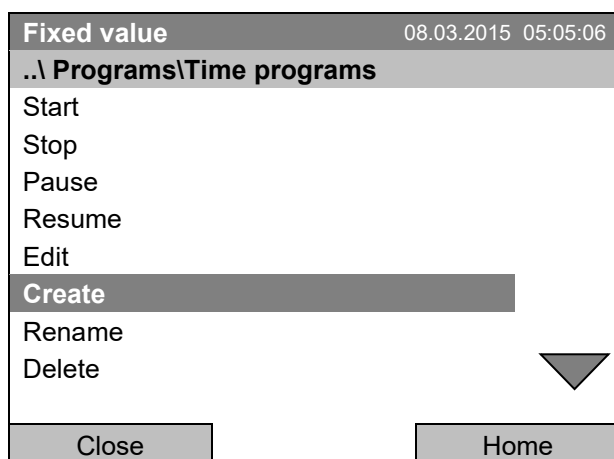 Fixed value 08.03.2015 05:05:06
..\ Programs\Time programs
Start
Stop
Pause
Resume
Edit
Create
Rename
Delete
Close Home